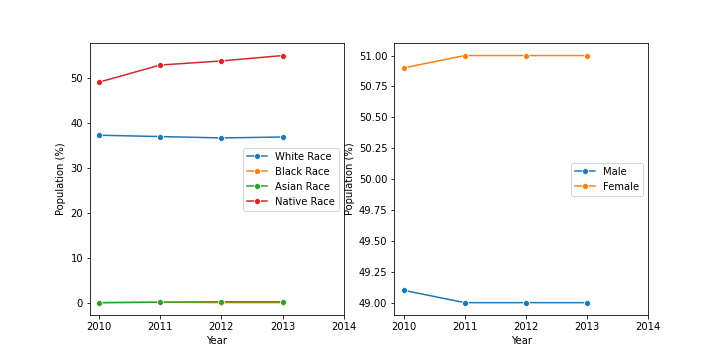 50
40
30
20
10
0
Population (%)
2010 2011 2012 2013 2014
Year
White Race
Black Race
Asian Race
Native Race
51.00
50.75
50.50
50.25
50.00
49.75
49.50
49.25
49.00
Population (%)
2010 2011 2012 2013 2014
Year
Male
Female